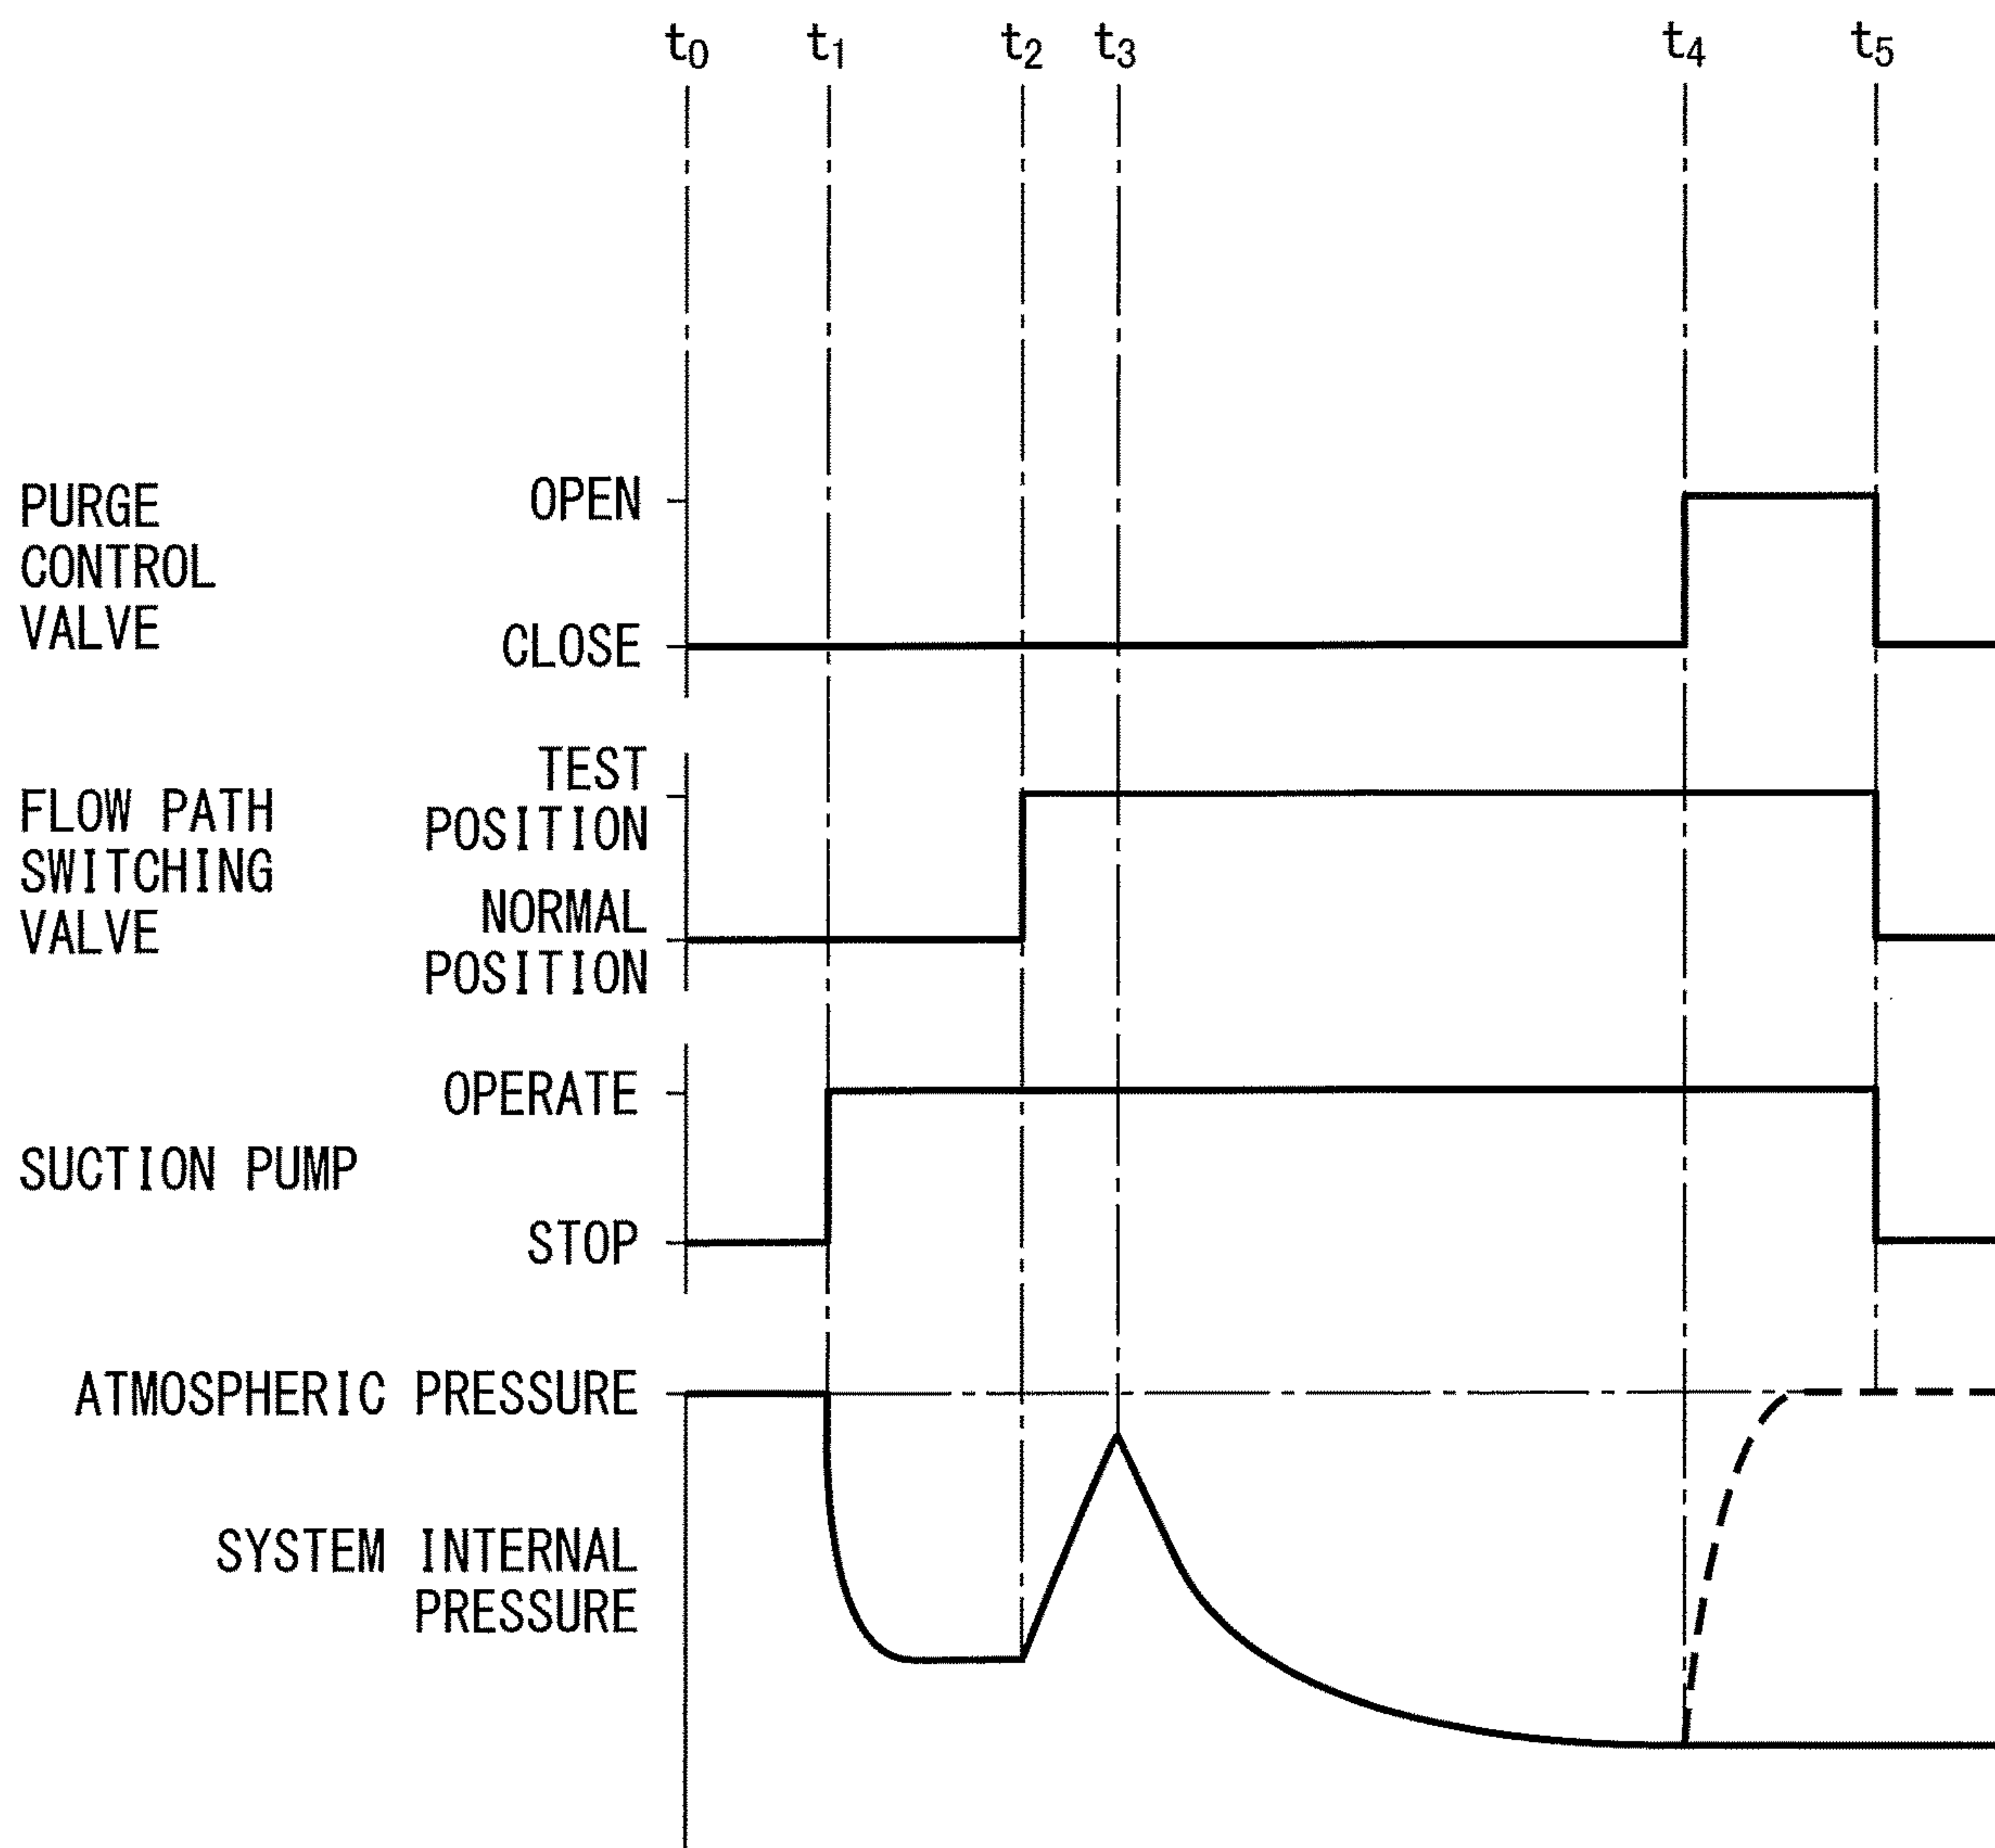 t0 t1 t2 t3 t4 t5
PURGE
CONTROL
VALVE
OPEN
CLOSE
FLOW PATH
SWITCHING
VALVE
TEST
POSITION
NORMAL
POSITION
SUCTION PUMP
OPERATE
STOP
ATMOSPHERIC PRESSURE
SYSTEM INTERNAL
PRESSURE